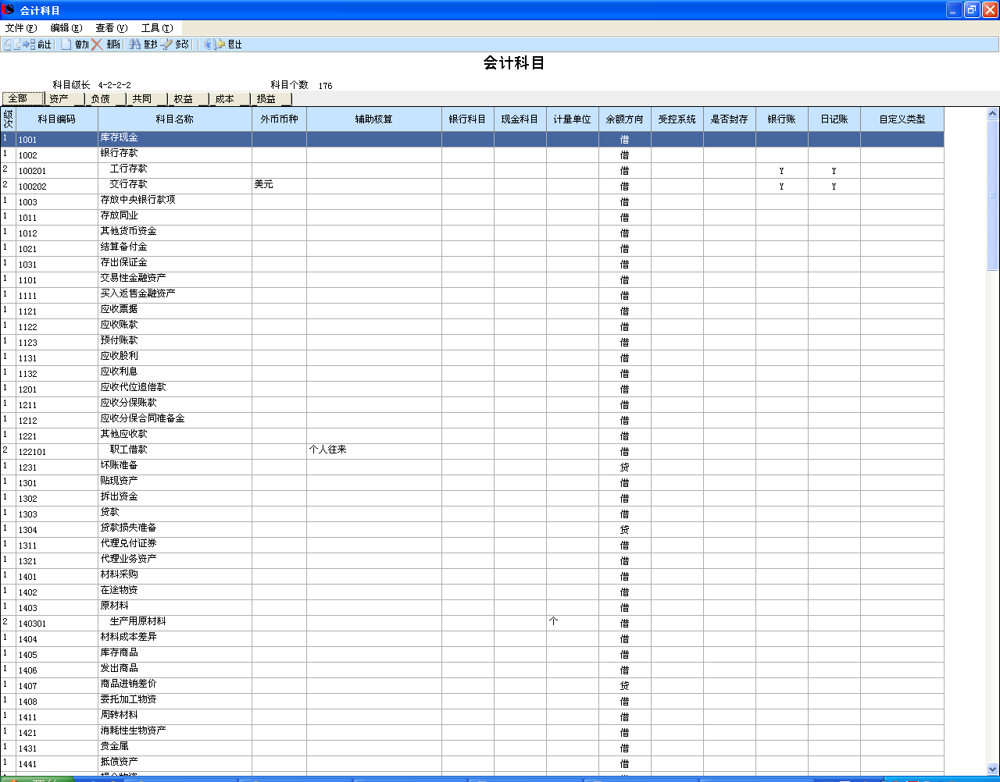 会计科目
文件(F) 编辑(E) 查看(V) 工具(T)
输出 增加 删除 查找 修改 退出
会计科目
科目级长 4-2-2-2 科目个数 176
全部 资产 负债 共同 权益 成本 损益
级次 科目编码 科目名称 外币币种 辅助核算 银行科目 现金科目 计量单位 余额方向 受控系统 是否封存 银行账 日记账 自定义类型
1 1001 库存现金 借
1 1002 银行存款 借
2 100201 工行存款 借 Y Y
2 100202 交行存款 美元 借 Y Y
1 1003 存放中央银行款项 借
1 1011 存放同业 借
1 1012 其他货币资金 借
1 1021 结算备付金 借
1 1031 存出保证金 借
1 1101 交易性金融资产 借
1 1111 买入返售金融资产 借
1 1121 应收票据 借
1 1122 应收账款 借
1 1123 预付账款 借
1 1131 应收股利 借
1 1132 应收利息 借
1 1201 应收代位追偿款 借
1 1211 应收分保账款 借
1 1212 应收分保合同准备金 借
1 1221 其他应收款 借
2 122101 职工借款 个人往来 借
1 1231 坏账准备 贷
1 1301 贴现资产 借
1 1302 拆出资金 借
1 1303 贷款 借
1 1304 贷款损失准备 贷
1 1311 代理兑付证券 借
1 1321 代理业务资产 借
1 1401 材料采购 借
1 1402 在途物资 借
1 1403 原材料 借
2 140301 生产用原材料 个 借
1 1404 材料成本差异 借
1 1405 库存商品 借
1 1406 发出商品 借
1 1407 商品进销差价 贷
1 1408 委托加工物资 借
1 1411 周转材料 借
1 1421 消耗性生物资产 借
1 1431 贵金属 借
1 1441 抵债资产 借